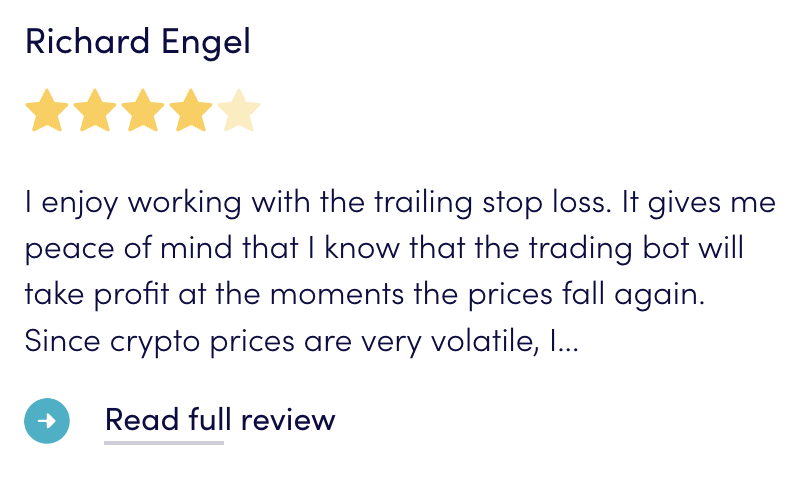 Richard Engel
I enjoy working with the trailing stop loss. It gives me
peace of mind that I know that the trading bot will
take profit at the moments the prices fall again.
Since crypto prices are very volatile, I...
Read full review